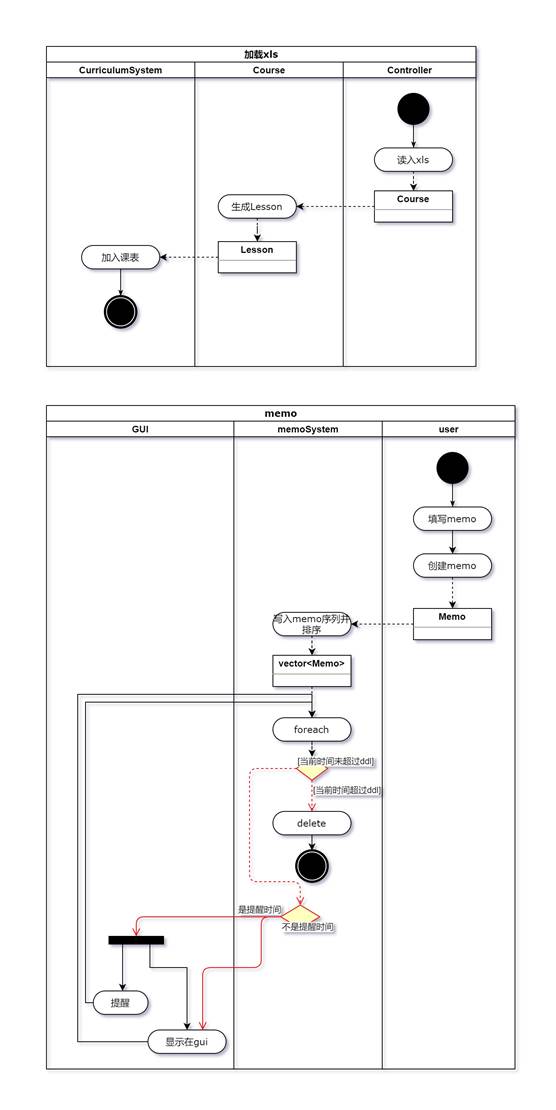 加载xls
CurriculumSystem
Course
Controller
读入xls
Course
生成Lesson
Lesson
加入课表
memo
GUI
memoSystem
user
填写memo
创建memo
Memo
写入memo序列并
排序
vector<Memo>
foreach
[当前时间未超过ddl]
[当前时间超过ddl]
delete
是提醒时间
不是提醒时间
提醒
显示在gui